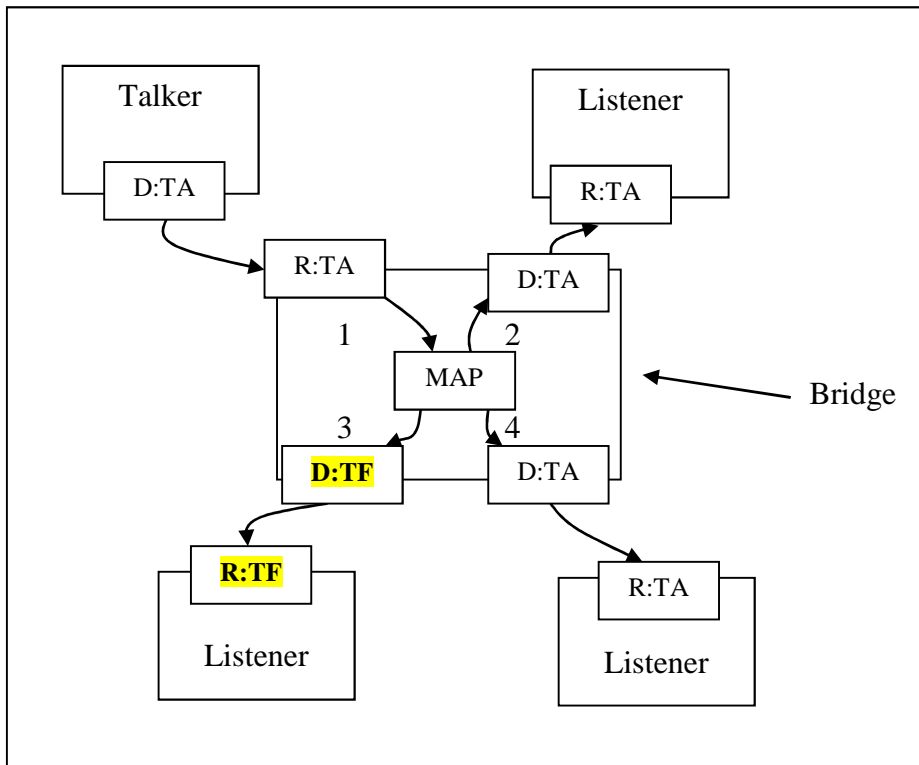 Talker
Listener
D:TA
R:TA
R:TA
D:TA
1
2
MAP
Bridge
3
4
D:TF
D:TA
R:TF
R:TA
Listener
Listener